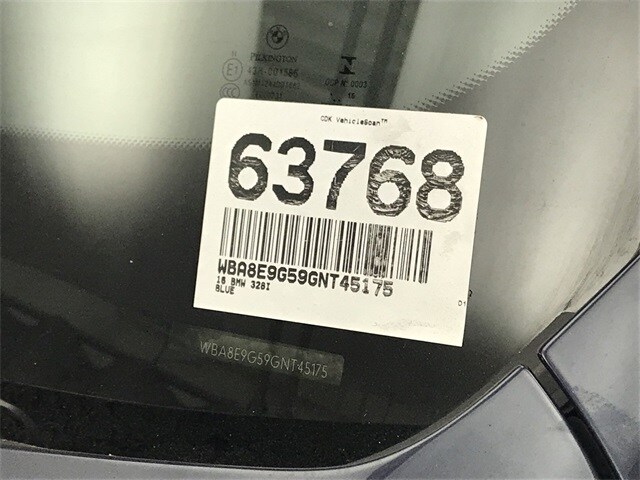 PILKINGTON
CDK VehicleScan™
63768
WBA8E9G59GNT45175
16 BMW 328I
BLUE
WBA8E9G59GNT45175